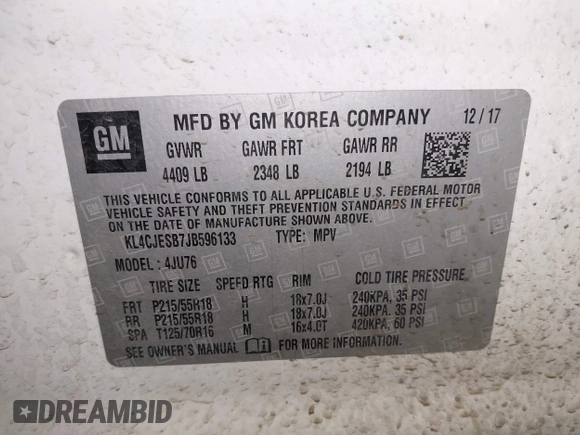 GM
MFD BY GM KOREA COMPANY 12/17
GVWR GAWR FRT GAWR RR
4409 LB 2348 LB 2194 LB
THIS VEHICLE CONFORMS TO ALL APPLICABLE U.S. FEDERAL MOTOR
VEHICLE SAFETY AND THEFT PREVENTION STANDARDS IN EFFECT
ON THE DATE OF MANUFACTURE SHOWN ABOVE.
KL4CJESB7JB596133 TYPE: MPV
MODEL: 4JU76
TIRE SIZE SPEED RTG RIM COLD TIRE PRESSURE
FRT P215/55R18 H 18x7.0J 240KPA, 35 PSI
RR P215/55R18 H 18x7.0J 240KPA, 35 PSI
SPA T125/70R16 M 16x4.0T 420KPA, 60 PSI
SEE OWNER'S MANUAL FOR MORE INFORMATION.
DREAMBID